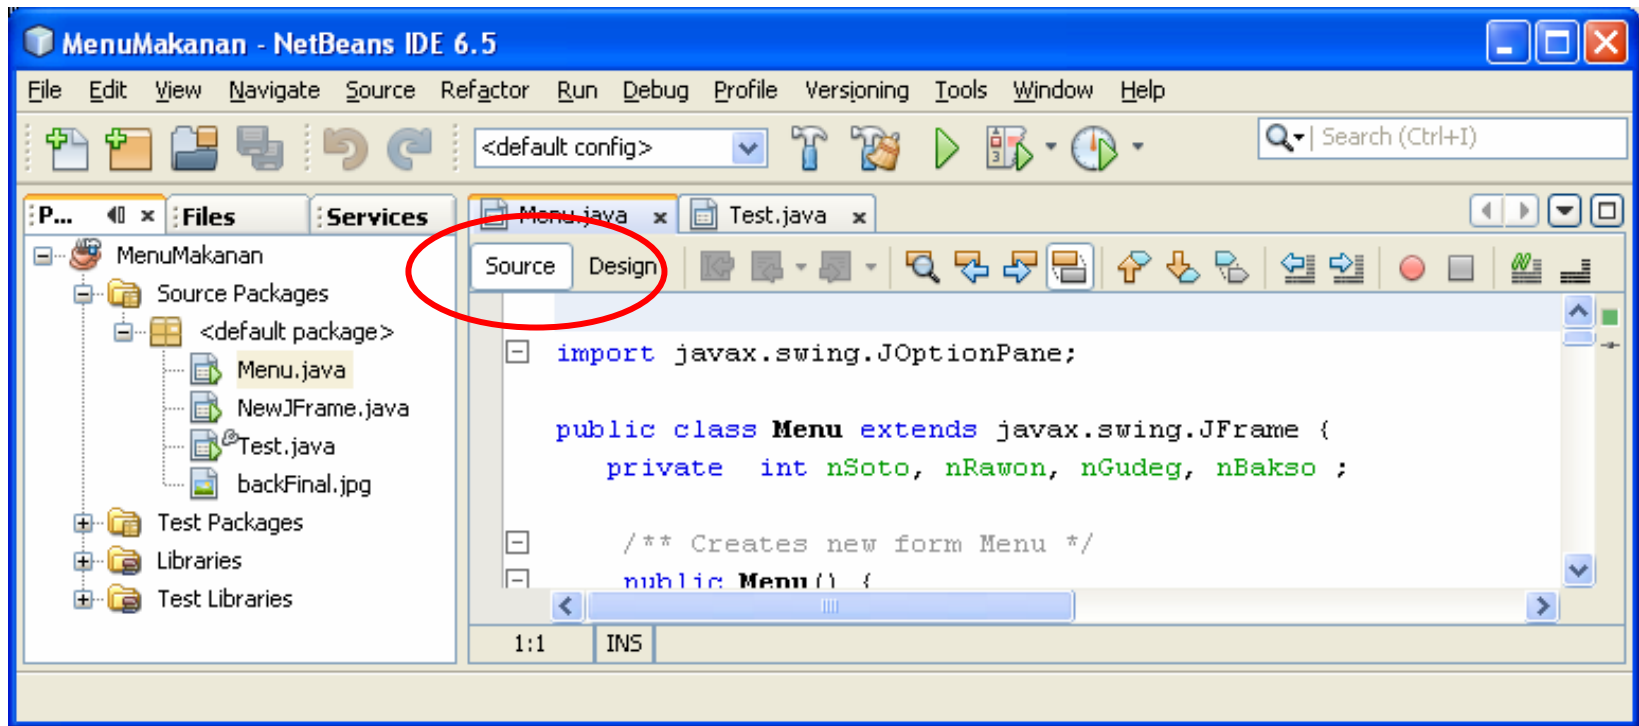 MenuMakanan - NetBeans IDE 6.5
File Edit View Navigate Source Refactor Run Debug Profile Versioning Tools Window Help
<default config> Search (Ctrl+I)
P... Files Services
MenuMakanan
Source Packages
<default package>
Menu.java
NewJFrame.java
Test.java
backFinal.jpg
Test Packages
Libraries
Test Libraries
Menu.java Test.java
Source Design
import javax.swing.JOptionPane;
public class Menu extends javax.swing.JFrame {
private int nSoto, nRawon, nGudeg, nBakso ;
/** Creates new form Menu */
public Menu() {
1:1 INS